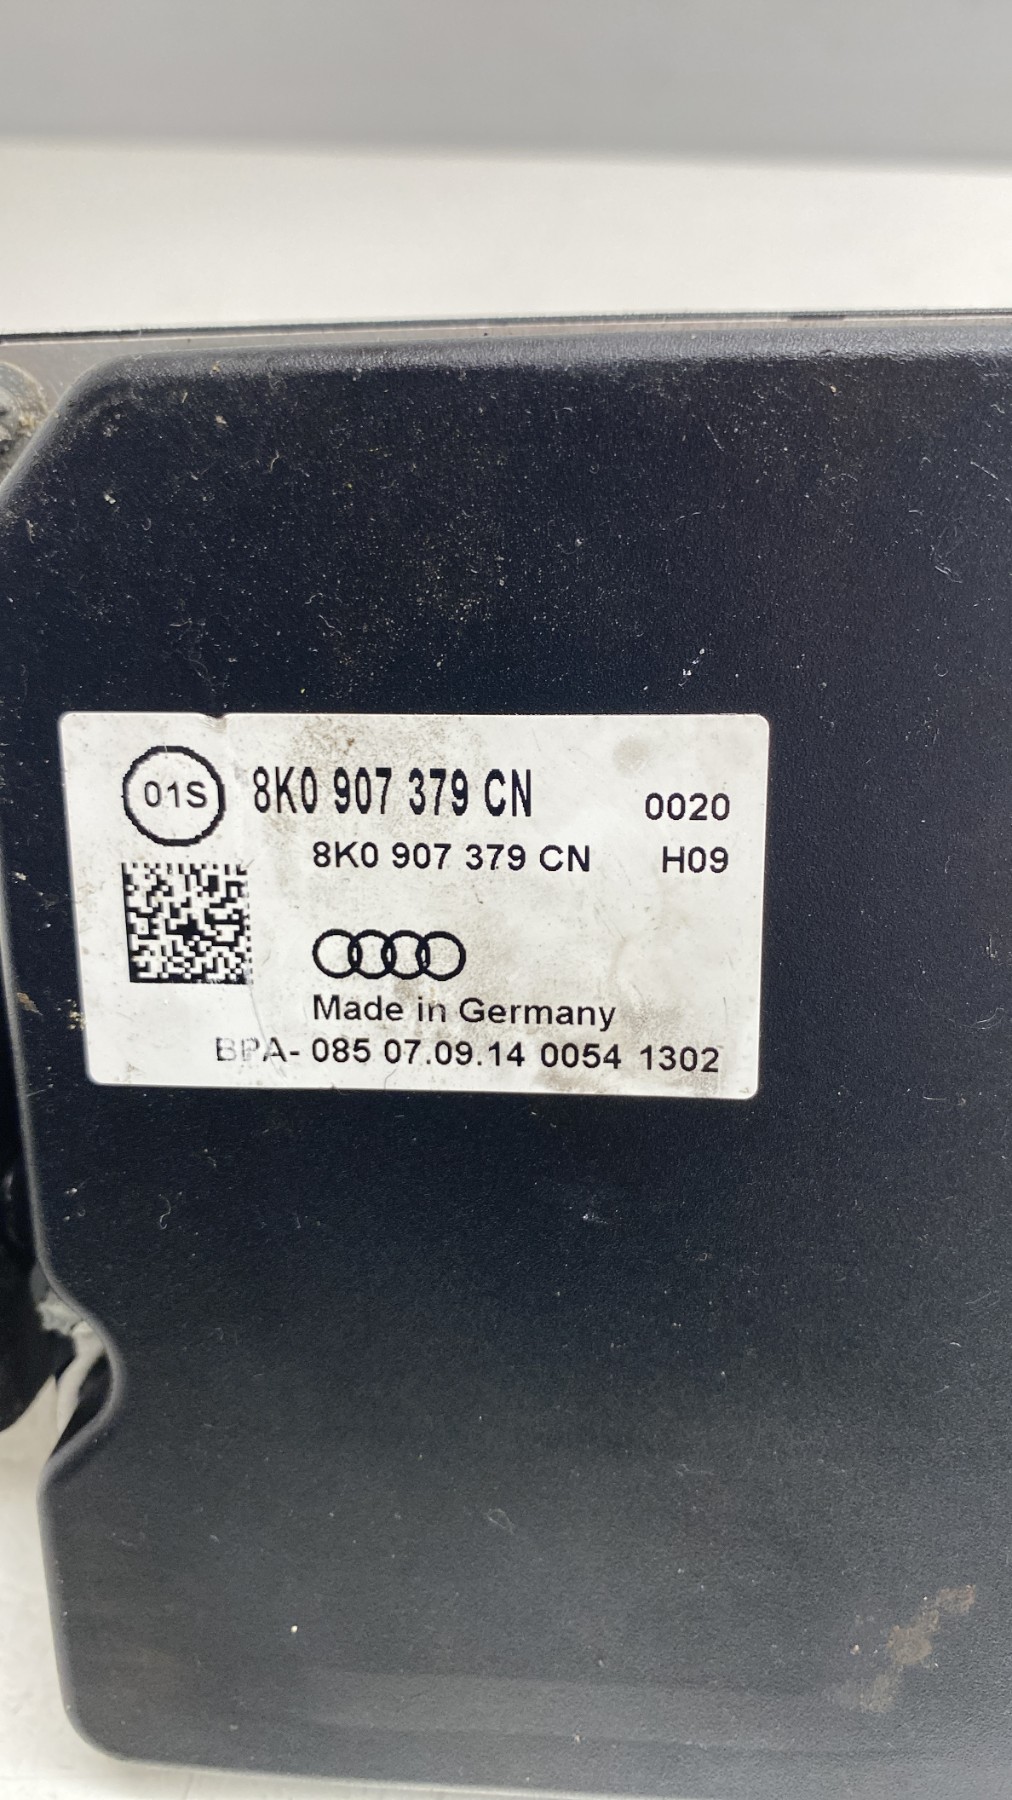 01S 8K0 907 379 CN 0020
8K0 907 379 CN H09
Made in Germany
BPA- 085 07.09.14 0054 1302